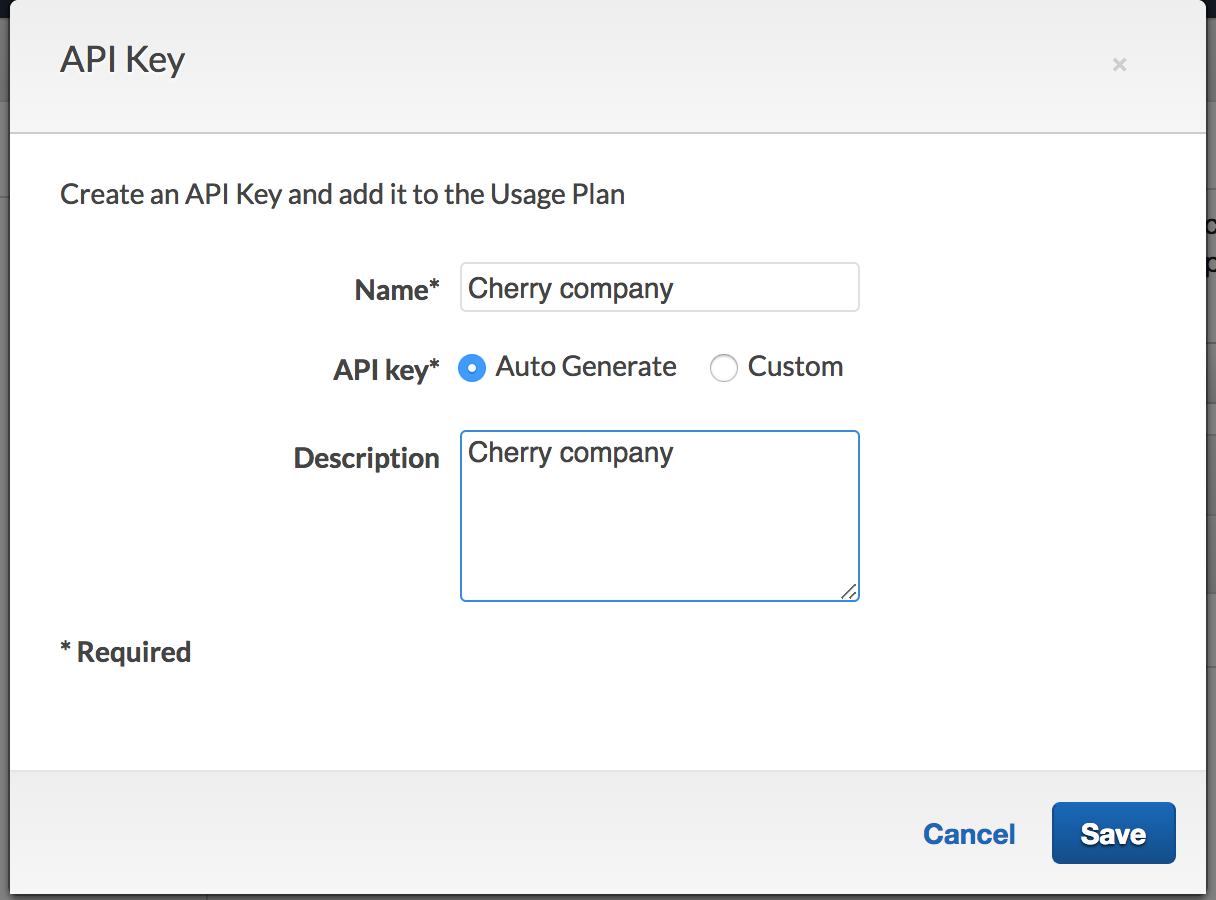 API Key
×
Create an API Key and add it to the Usage Plan
Name* Cherry company
API key* Auto Generate Custom
Description Cherry company
* Required
Cancel Save